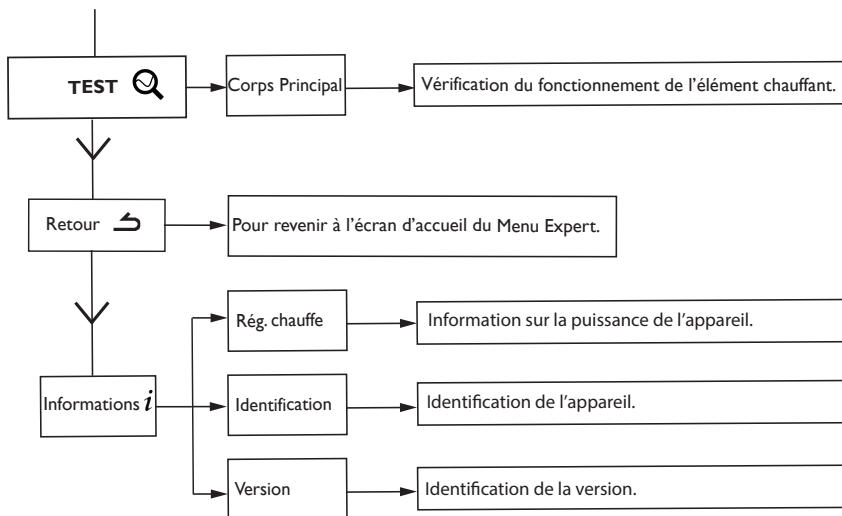 TEST
Corps Principal
Vérification du fonctionnement de l'élément chauffant.
Retour
Pour revenir à l'écran d'accueil du Menu Expert.
Rég. chauffe
Information sur la puissance de l'appareil.
Informations i
Identification
Identification de l'appareil.
Version
Identification de la version.